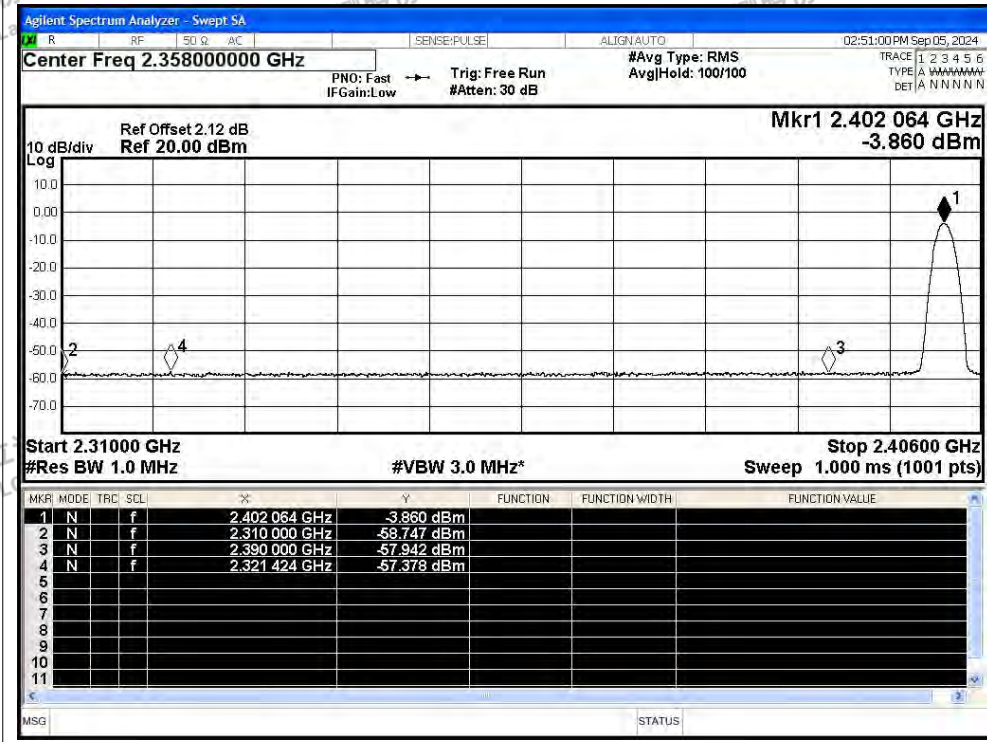 Agilent Spectrum Analyzer - Swept SA
R RF 50 Ω AC SENSE:PULSE ALIGN AUTO 02:51:00 PM Sep 05, 2024
Center Freq 2.358000000 GHz #Avg Type: RMS TRACE 1 2 3 4 5 6
PNO: Fast Trig: Free Run Avg|Hold: 100/100 TYPE A WWWWW
IFGain:Low #Atten: 30 dB DET A N N N N N
Mkr1 2.402 064 GHz
-3.860 dBm
Ref Offset 2.12 dB
10 dB/div Ref 20.00 dBm
Log
10.0
0.00
-10.0
-20.0
-30.0
-40.0
-50.0
-60.0
-70.0
1
2
4
3
Start 2.31000 GHz Stop 2.40600 GHz
#Res BW 1.0 MHz #VBW 3.0 MHz* Sweep 1.000 ms (1001 pts)
MKR MODE TRC SCL X Y FUNCTION FUNCTION WIDTH FUNCTION VALUE
1 N f 2.402 064 GHz -3.860 dBm
2 N f 2.310 000 GHz -58.747 dBm
3 N f 2.390 000 GHz -57.942 dBm
4 N f 2.321 424 GHz -57.378 dBm
5
6
7
8
9
10
11
MSG STATUS